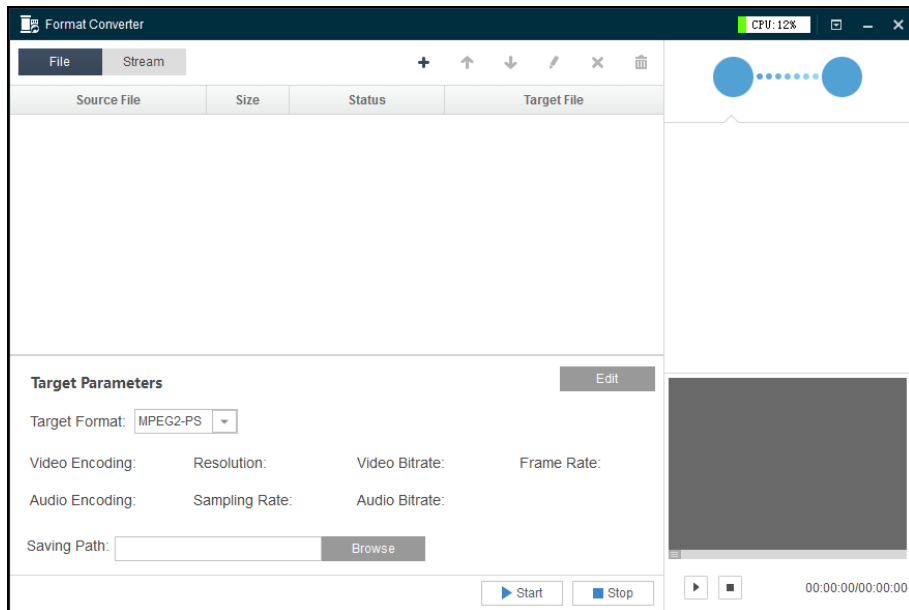 Format Converter CPU:12%
File Stream
Source File Size Status Target File
Target Parameters Edit
Target Format: MPEG2-PS
Video Encoding: Resolution: Video Bitrate: Frame Rate:
Audio Encoding: Sampling Rate: Audio Bitrate:
Saving Path: Browse
Start Stop 00:00:00/00:00:00